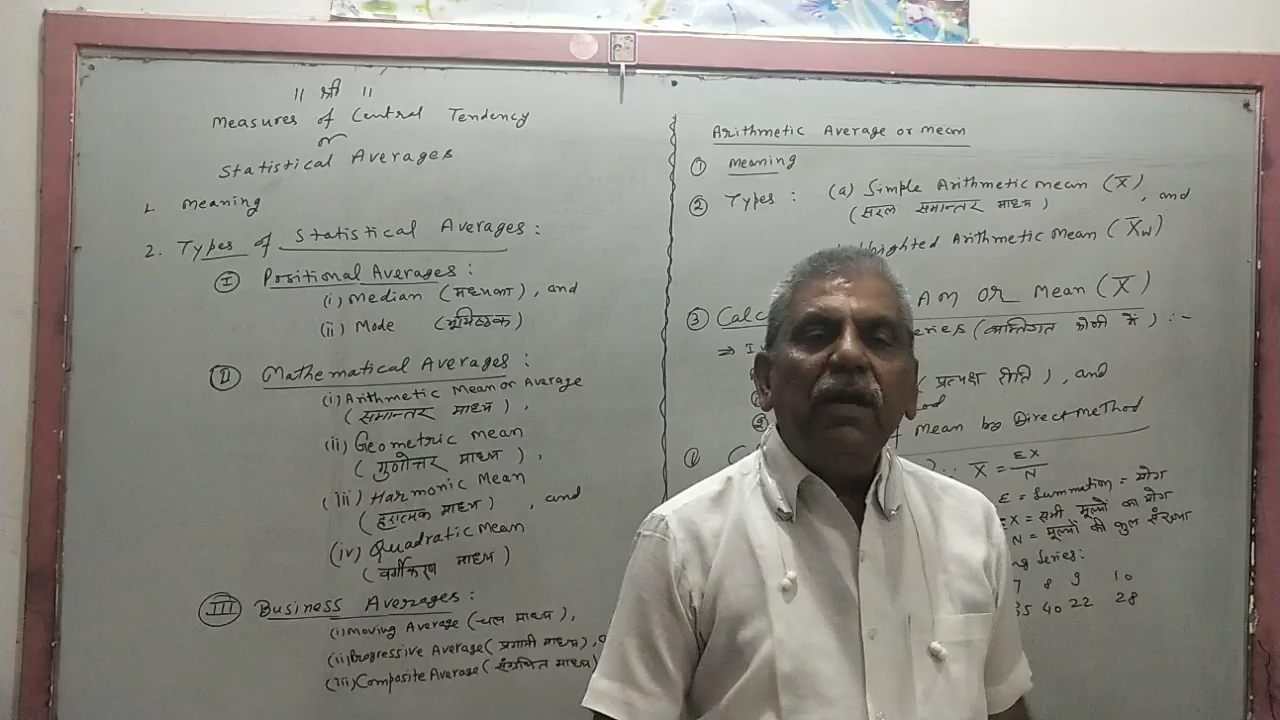 ॥ श्री ॥
Measures of Central Tendency
or
Statistical Averages
1. Meaning
2. Types of Statistical Averages :
(I) Positional Averages :
(i) Median (मध्यका), and
(ii) Mode (भूयिष्ठक)
(II) Mathematical Averages :
(i) Arithmetic Mean or Average
(समान्तर माध्य),
(ii) Geometric Mean
(गुणोत्तर माध्य),
(iii) Harmonic Mean
(हरात्मक माध्य), and
(iv) Quadratic Mean
(वर्गीकरण माध्य)
(III) Business Averages :
(i) Moving Average (चल माध्य),
(ii) Progressive Average (प्रगामी माध्य),
(iii) Composite Average (संग्रथित माध्य)
Arithmetic Average or mean
① Meaning
② Types : (a) Simple Arithmetic mean (X̅), and
(सरल समान्तर माध्य)
Arithmetic Mean (X̅w)
③ AM or Mean (X̅)
(व्यक्तिगत श्रेणी में) :-
(प्रत्यक्ष रीति), and
Mean by Direct Method
X̅ = ΣX/N
Σ = Summation = योग
ΣX = सभी मूल्यों का योग
N = मूल्यों की कुल संख्या
Series :
7 8 9 10
35 40 22 28